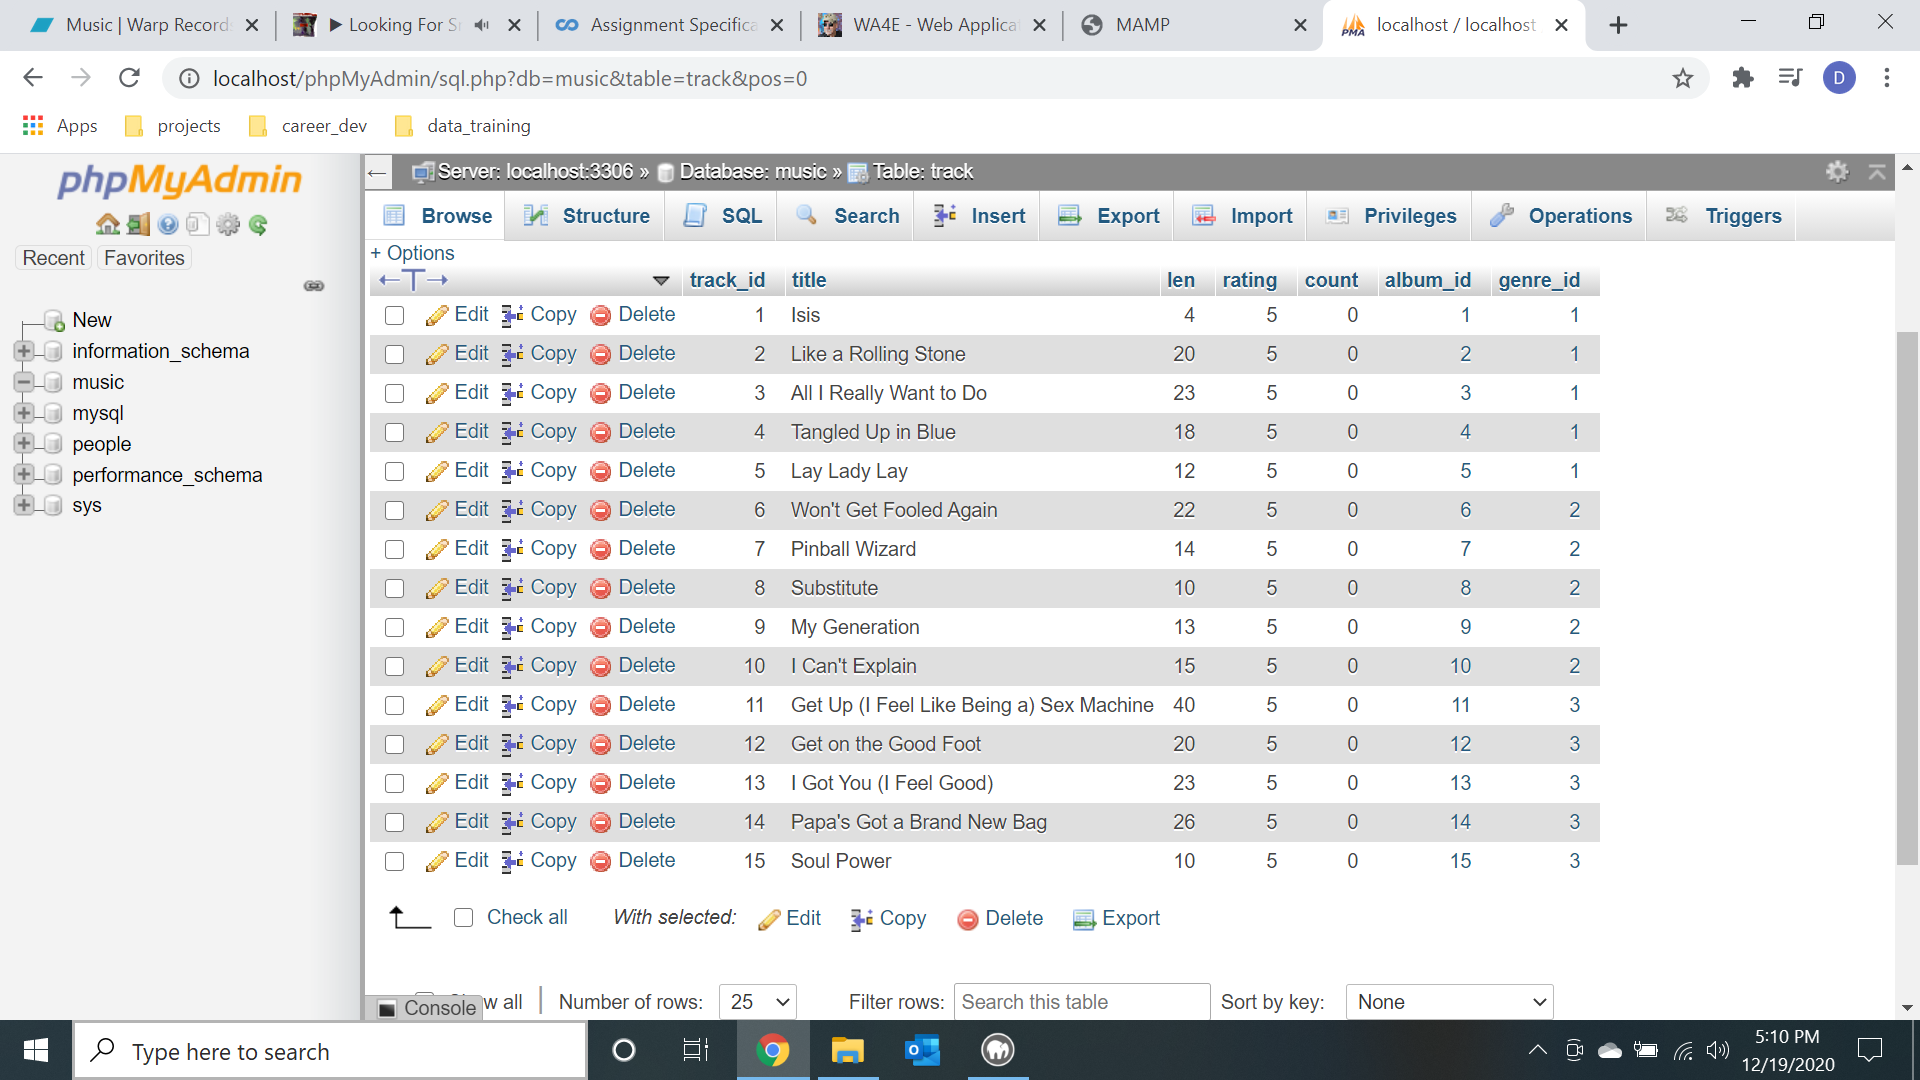 Music | Warp Records
Looking For Sr
Assignment Specifica
WA4E - Web Applica
MAMP
localhost / localhost
localhost/phpMyAdmin/sql.php?db=music&table=track&pos=0
D
Apps projects career_dev data_training
phpMyAdmin
Recent Favorites
New
information_schema
music
mysql
people
performance_schema
sys
Server: localhost:3306 » Database: music » Table: track
Browse Structure SQL Search Insert Export Import Privileges Operations Triggers
+ Options
track_id title len rating count album_id genre_id
Edit Copy Delete 1 Isis 4 5 0 1 1
Edit Copy Delete 2 Like a Rolling Stone 20 5 0 2 1
Edit Copy Delete 3 All I Really Want to Do 23 5 0 3 1
Edit Copy Delete 4 Tangled Up in Blue 18 5 0 4 1
Edit Copy Delete 5 Lay Lady Lay 12 5 0 5 1
Edit Copy Delete 6 Won't Get Fooled Again 22 5 0 6 2
Edit Copy Delete 7 Pinball Wizard 14 5 0 7 2
Edit Copy Delete 8 Substitute 10 5 0 8 2
Edit Copy Delete 9 My Generation 13 5 0 9 2
Edit Copy Delete 10 I Can't Explain 15 5 0 10 2
Edit Copy Delete 11 Get Up (I Feel Like Being a) Sex Machine 40 5 0 11 3
Edit Copy Delete 12 Get on the Good Foot 20 5 0 12 3
Edit Copy Delete 13 I Got You (I Feel Good) 23 5 0 13 3
Edit Copy Delete 14 Papa's Got a Brand New Bag 26 5 0 14 3
Edit Copy Delete 15 Soul Power 10 5 0 15 3
Check all With selected: Edit Copy Delete Export
Console all Number of rows: 25 Filter rows: Search this table Sort by key: None
Type here to search
5:10 PM
12/19/2020